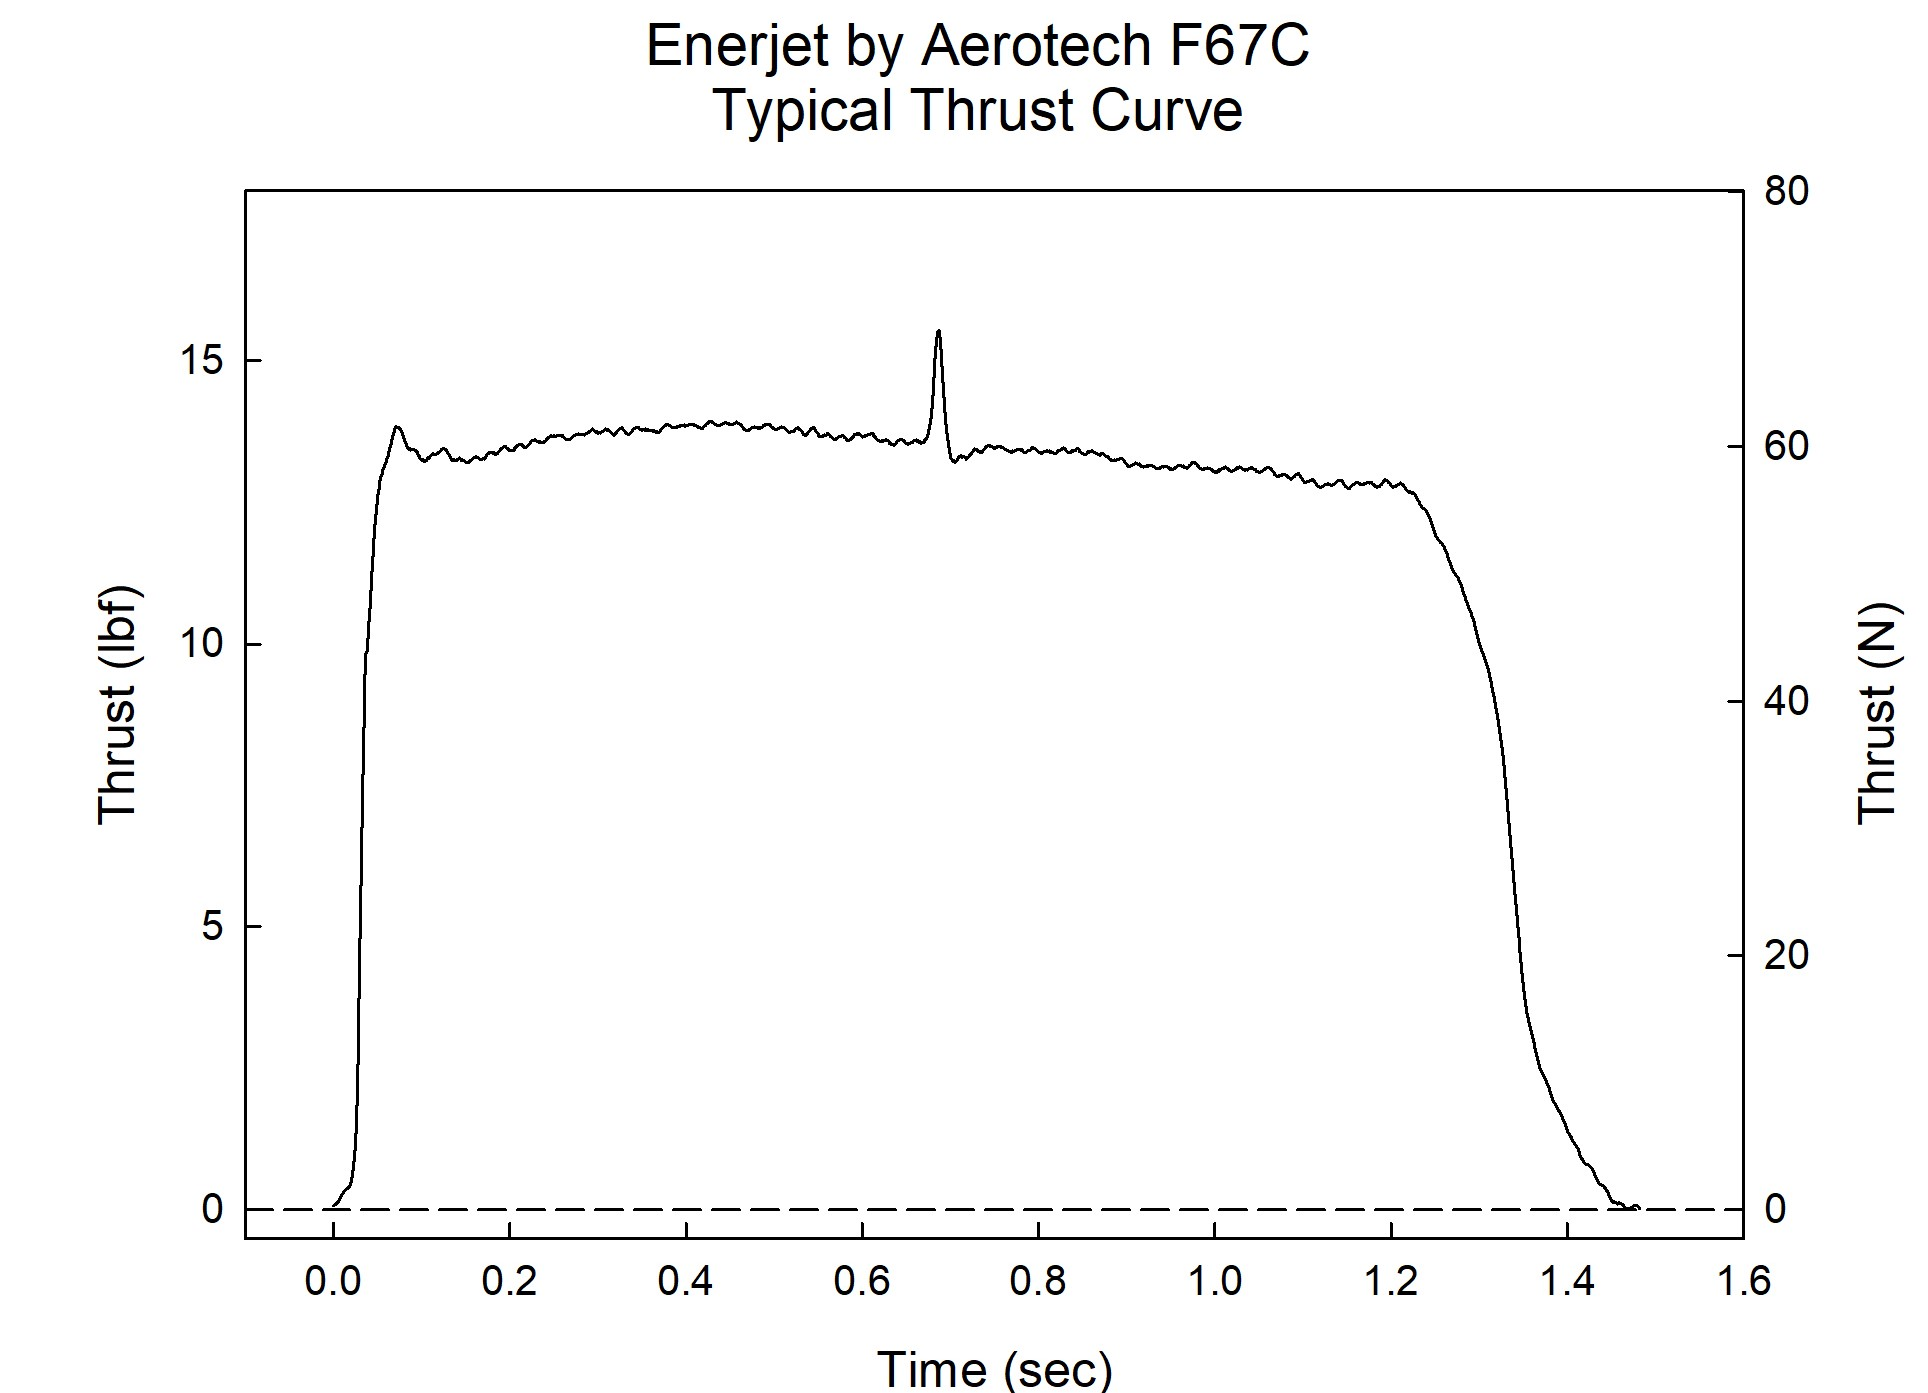 Enerjet by Aerotech F67C
Typical Thrust Curve
80
15
60
10
40
5
20
0
0
Thrust (lbf)
Thrust (N)
0.0 0.2 0.4 0.6 0.8 1.0 1.2 1.4 1.6
Time (sec)